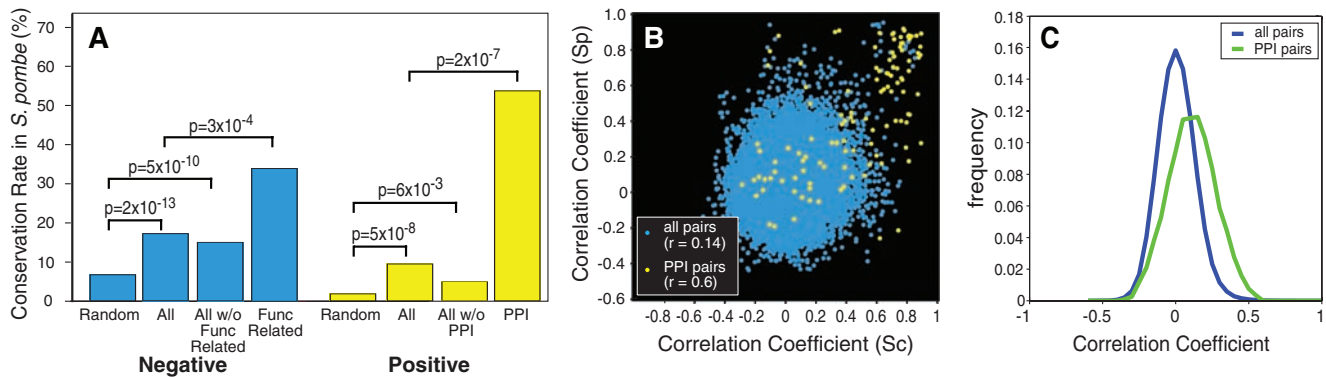 A
Conservation Rate in S. pombe (%)
70
60
50
40
30
20
10
0
p=2x10-13
p=5x10-10
p=3x10-4
p=5x10-8
p=6x10-3
p=2x10-7
Random
All
All w/o
Func
Related
Func
Related
Random
All
All w/o
PPI
PPI
Negative
Positive
B
Correlation Coefficient (Sp)
1.0
0.8
0.6
0.4
0.2
0
-0.2
-0.4
-0.6
all pairs
(r = 0.14)
PPI pairs
(r = 0.6)
-0.8 -0.6 -0.4 -0.2 0 0.2 0.4 0.6 0.8 1
Correlation Coefficient (Sc)
C
frequency
0.18
0.16
0.14
0.12
0.10
0.08
0.06
0.04
0.02
0
all pairs
PPI pairs
-1 -0.5 0 0.5 1
Correlation Coefficient